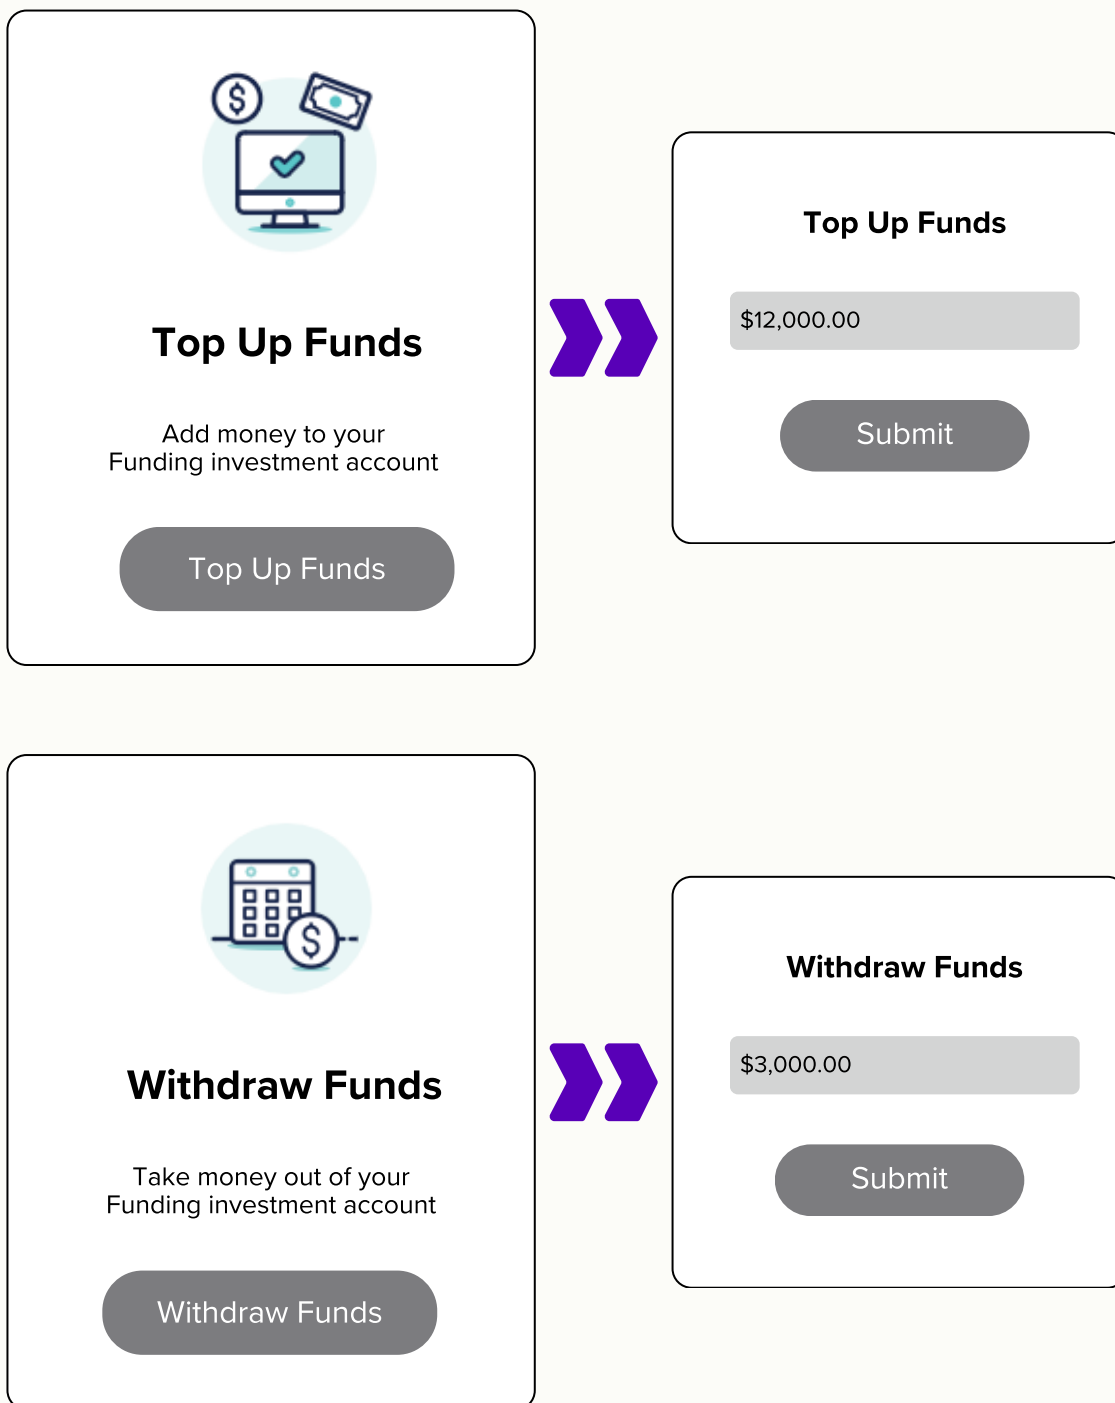 Top Up Funds
Add money to your
Funding investment account
Top Up Funds
Top Up Funds
$12,000.00
Submit
Withdraw Funds
Take money out of your
Funding investment account
Withdraw Funds
Withdraw Funds
$3,000.00
Submit